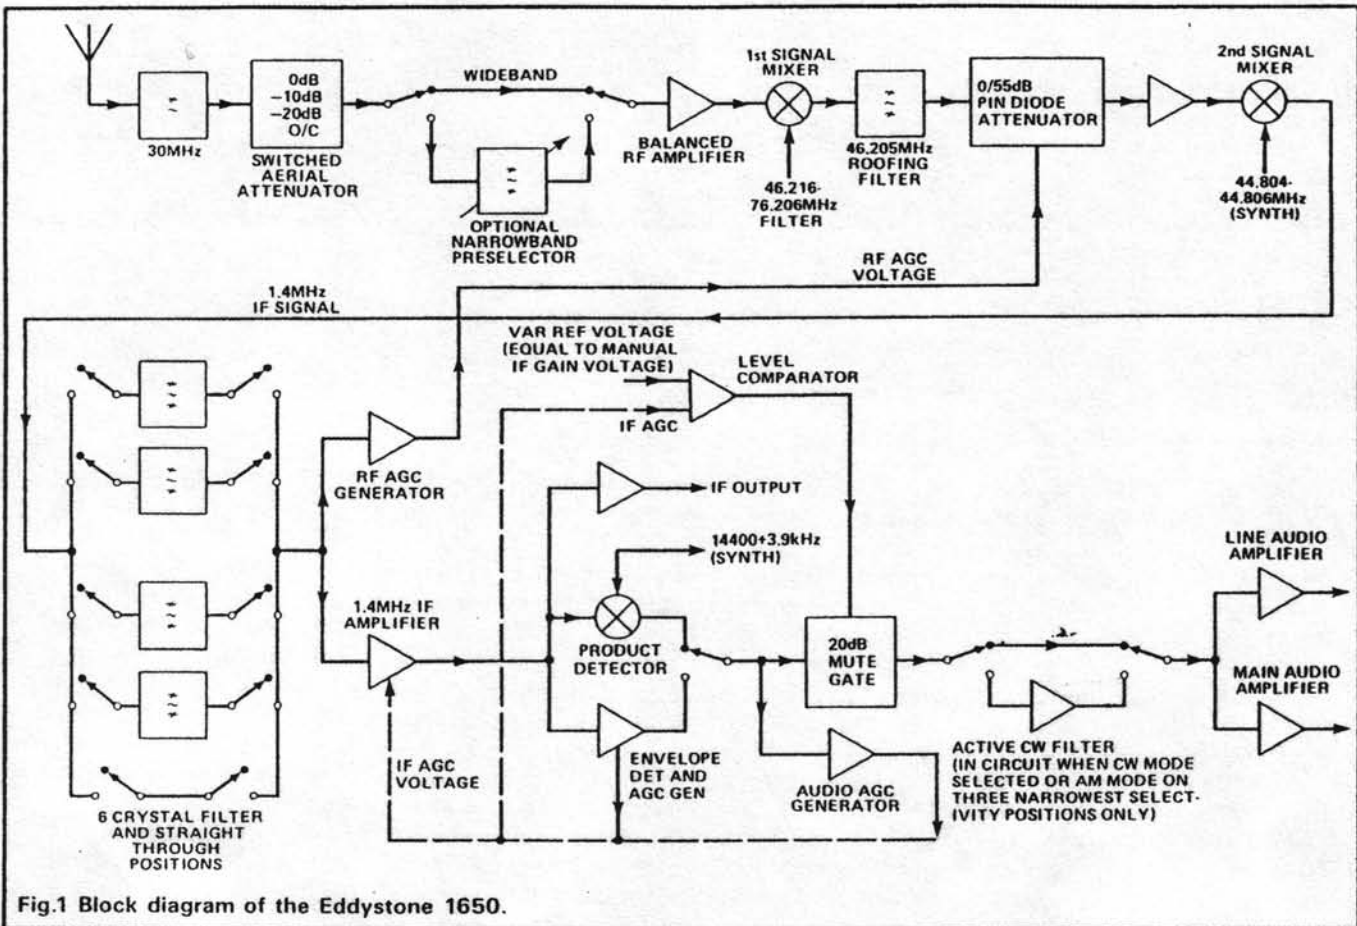 30MHz
0dB
−10dB
−20dB
O/C
SWITCHED
AERIAL
ATTENUATOR
WIDEBAND
OPTIONAL
NARROWBAND
PRESELECTOR
BALANCED
RF AMPLIFIER
1st SIGNAL
MIXER
46.216-
76.206MHz
FILTER
46.205MHz
ROOFING
FILTER
0/55dB
PIN DIODE
ATTENUATOR
2nd SIGNAL
MIXER
44.804-
44.806MHz
(SYNTH)
RF AGC
VOLTAGE
1.4MHz
IF SIGNAL
VAR REF VOLTAGE
(EQUAL TO MANUAL
IF GAIN VOLTAGE)
LEVEL
COMPARATOR
IF AGC
RF AGC
GENERATOR
IF OUTPUT
14400+3.9kHz
(SYNTH)
1.4MHz IF
AMPLIFIER
PRODUCT
DETECTOR
20dB
MUTE
GATE
LINE AUDIO
AMPLIFIER
MAIN AUDIO
AMPLIFIER
IF AGC
VOLTAGE
ENVELOPE
DET AND
AGC GEN
AUDIO AGC
GENERATOR
ACTIVE CW FILTER
(IN CIRCUIT WHEN CW MODE
SELECTED OR AM MODE ON
THREE NARROWEST SELECT-
IVITY POSITIONS ONLY)
6 CRYSTAL FILTER
AND STRAIGHT
THROUGH
POSITIONS
Fig.1 Block diagram of the Eddystone 1650.